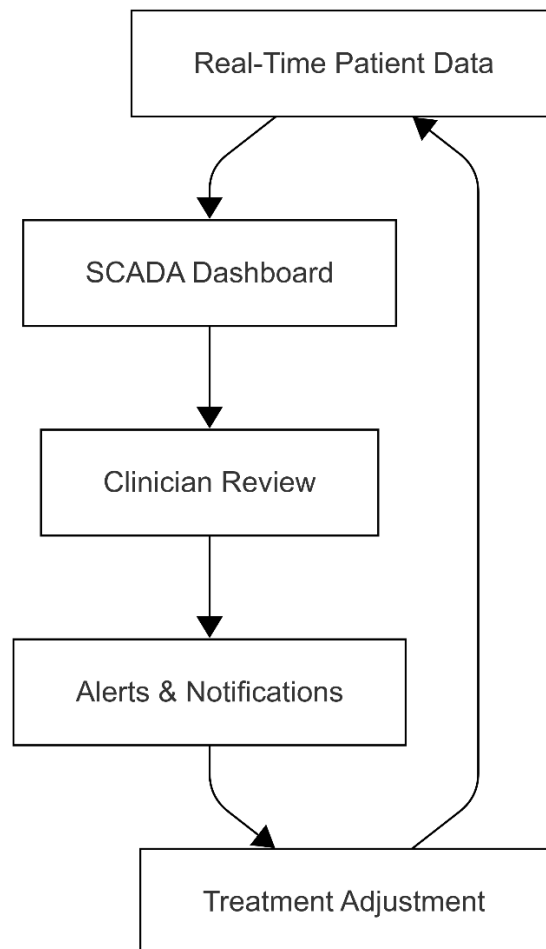 Real-Time Patient Data
SCADA Dashboard
Clinician Review
Alerts & Notifications
Treatment Adjustment